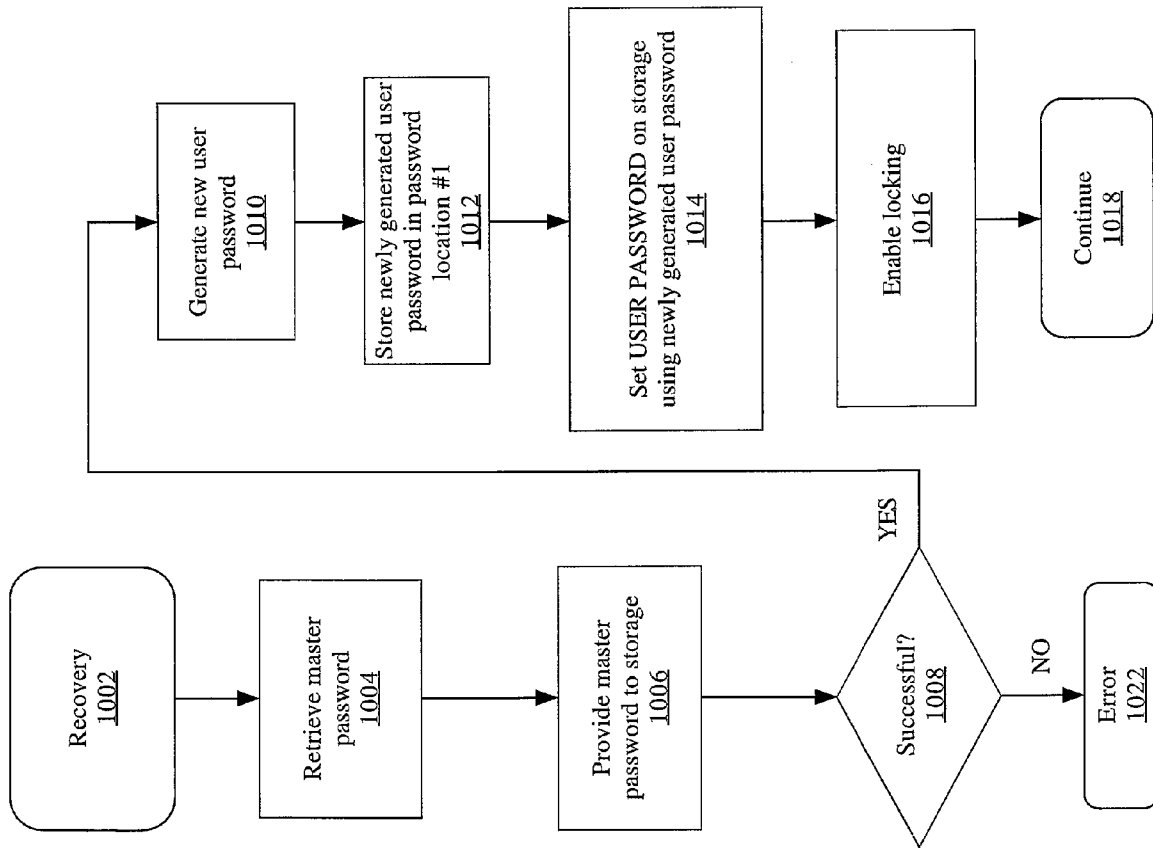 Recovery
1002
Retrieve master
password
1004
Provide master
password to storage
1006
Successful?
1008
YES
NO
Error
1022
Generate new user
password
1010
Store newly generated user
password in password
location #1
1012
Set USER PASSWORD on storage
using newly generated user password
1014
Enable locking
1016
Continue
1018